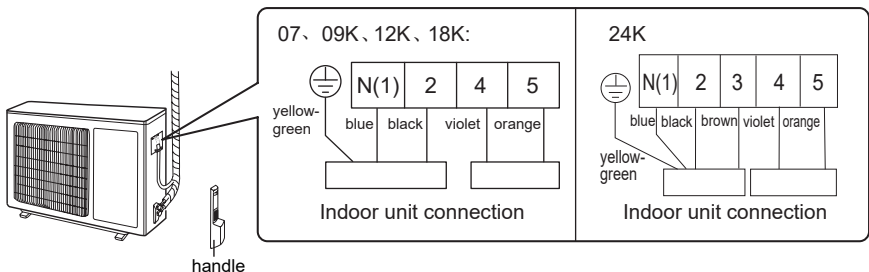 07、09K、12K、18K:
N(1) 2 4 5
yellow-
green
blue black violet orange
Indoor unit connection
24K
N(1) 2 3 4 5
blue black brown violet orange
yellow-
green
Indoor unit connection
handle